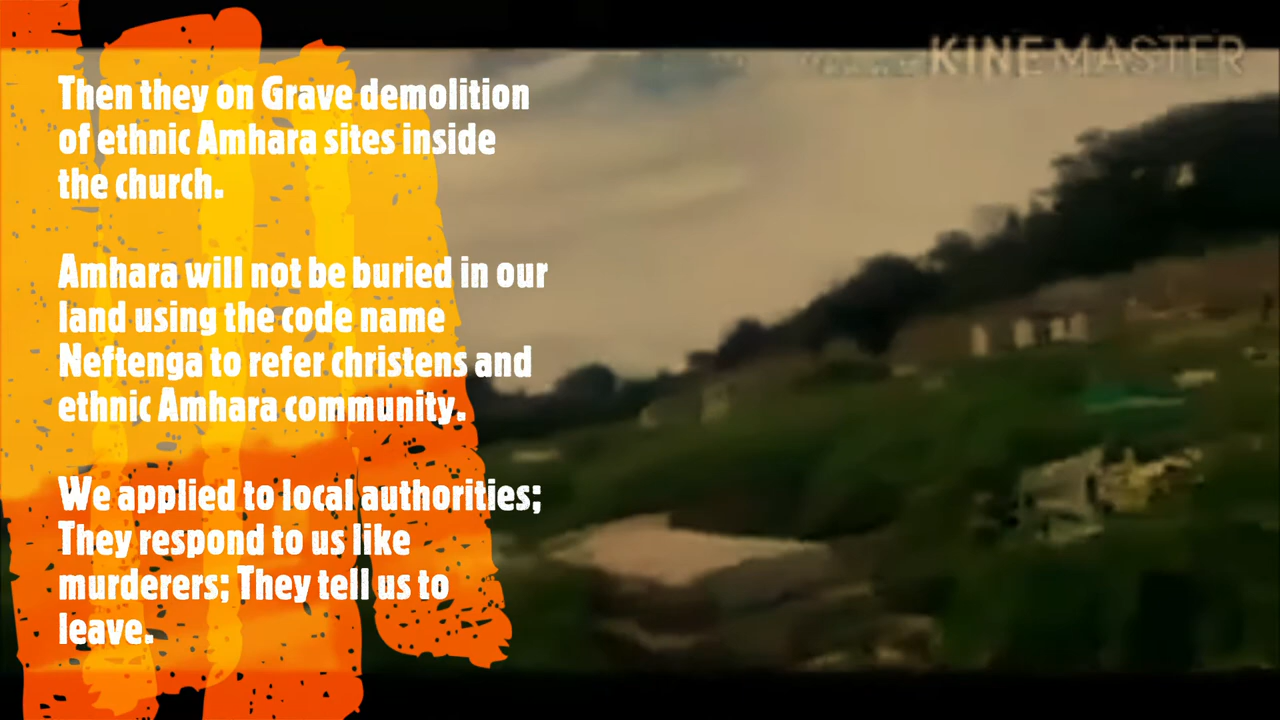 KINEMASTER
Then they on Grave demolition
of ethnic Amhara sites inside
the church.
Amhara will not be buried in our
land using the code name
Neftenga to refer christens and
ethnic Amhara community.
We applied to local authorities;
They respond to us like
murderers; They tell us to
leave.